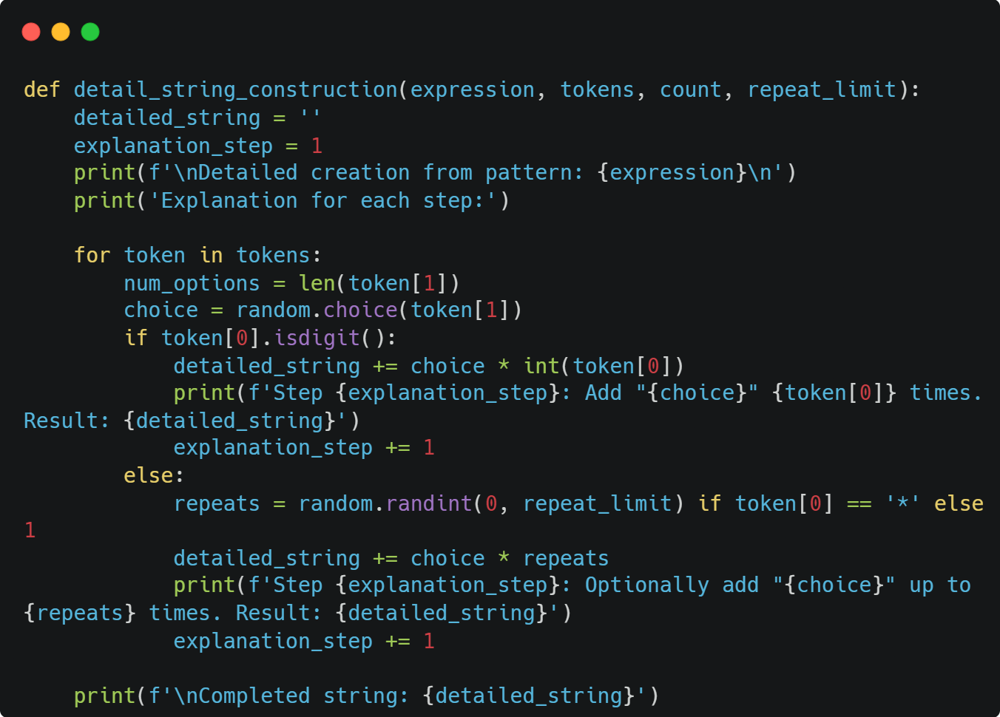 def detail_string_construction(expression, tokens, count, repeat_limit):
    detailed_string = ''
    explanation_step = 1
    print(f'\nDetailed creation from pattern: {expression}\n')
    print('Explanation for each step:')

    for token in tokens:
        num_options = len(token[1])
        choice = random.choice(token[1])
        if token[0].isdigit():
            detailed_string += choice * int(token[0])
            print(f'Step {explanation_step}: Add "{choice}" {token[0]} times.
Result: {detailed_string}')
            explanation_step += 1
        else:
            repeats = random.randint(0, repeat_limit) if token[0] == '*' else
1
            detailed_string += choice * repeats
            print(f'Step {explanation_step}: Optionally add "{choice}" up to
{repeats} times. Result: {detailed_string}')
            explanation_step += 1

    print(f'\nCompleted string: {detailed_string}')